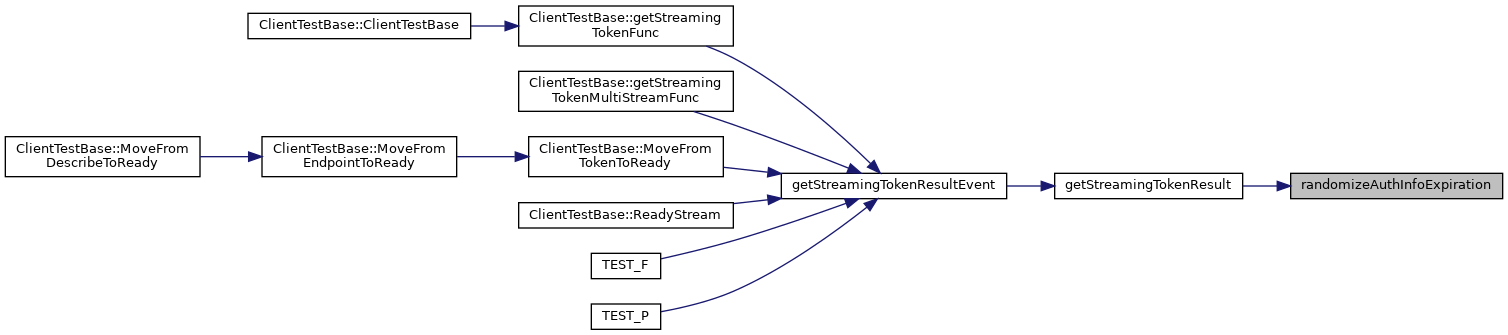 ClientTestBase::ClientTestBase
ClientTestBase::getStreaming
TokenFunc
ClientTestBase::getStreaming
TokenMultiStreamFunc
ClientTestBase::MoveFrom
DescribeToReady
ClientTestBase::MoveFrom
EndpointToReady
ClientTestBase::MoveFrom
TokenToReady
getStreamingTokenResultEvent
getStreamingTokenResult
randomizeAuthInfoExpiration
ClientTestBase::ReadyStream
TEST_F
TEST_P